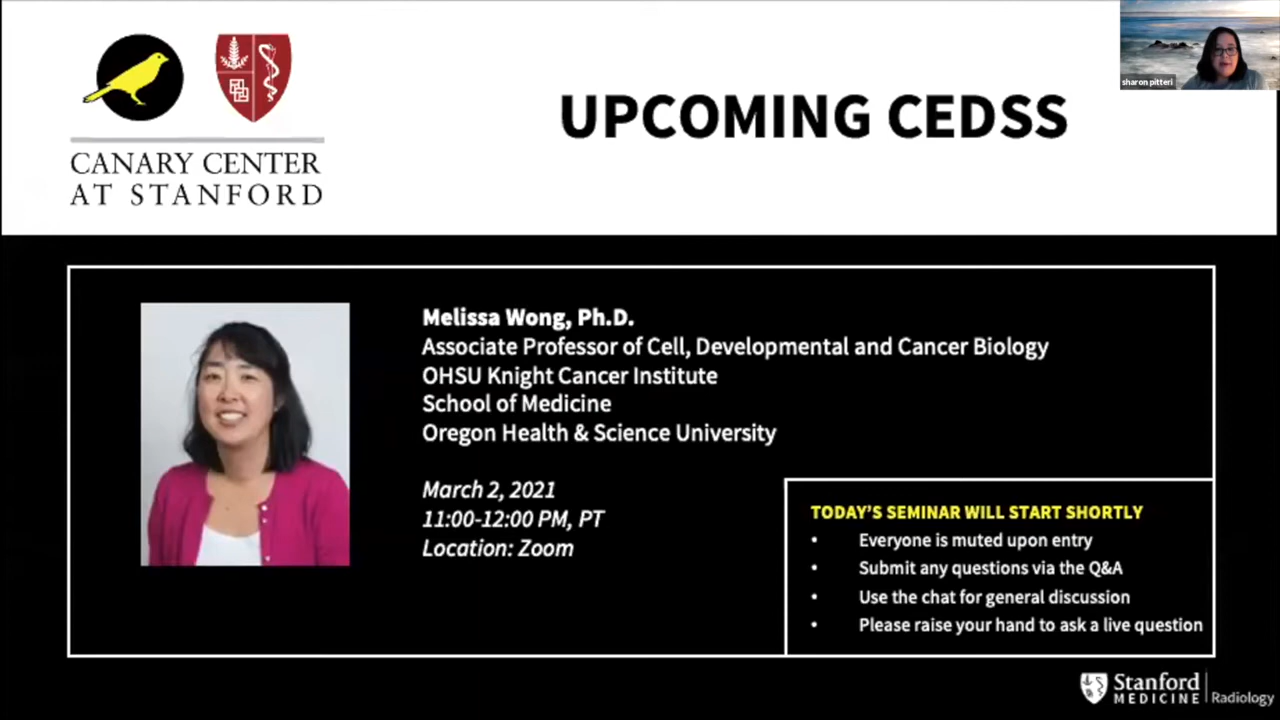 CANARY CENTER
AT STANFORD
UPCOMING CEDSS
sharon pitteri
Melissa Wong, Ph.D.
Associate Professor of Cell, Developmental and Cancer Biology
OHSU Knight Cancer Institute
School of Medicine
Oregon Health & Science University
March 2, 2021
11:00-12:00 PM, PT
Location: Zoom
TODAY'S SEMINAR WILL START SHORTLY
• Everyone is muted upon entry
• Submit any questions via the Q&A
• Use the chat for general discussion
• Please raise your hand to ask a live question
Stanford
MEDICINE
Radiology